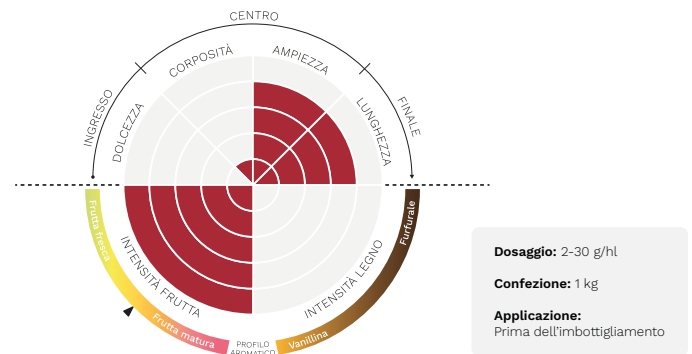 CENTRO
CORPOSITÀ
AMPIEZZA
INGRESSO
DOLCEZZA
LUNGHEZZA
FINALE
Frutta fresca
INTENSITÀ FRUTTA
Frutta matura
PROFILO
AROMATICO
Vanillina
INTENSITÀ LEGNO
Furfurale
Dosaggio: 2-30 g/hl
Confezione: 1 kg
Applicazione:
Prima dell’imbottigliamento